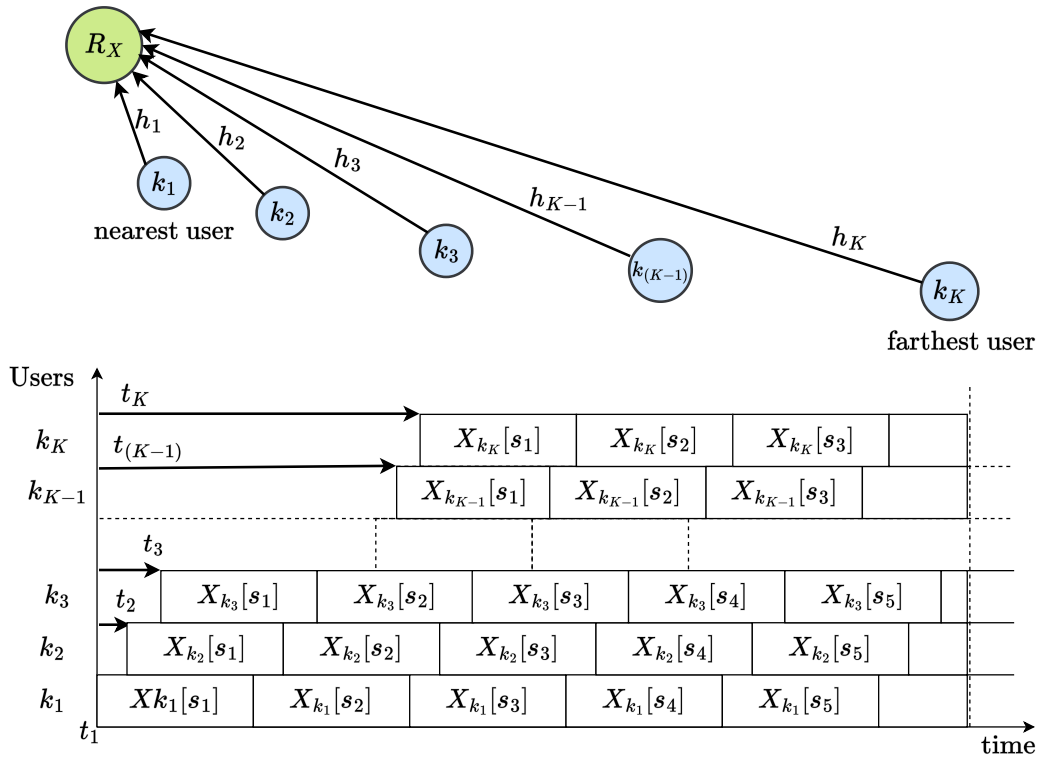 R_X
h_1
h_2
h_3
h_{K-1}
h_K
k_1
k_2
k_3
k_{(K-1)}
k_K
nearest user
farthest user
Users
t_K
k_K X_{k_K}[s_1] X_{k_K}[s_2] X_{k_K}[s_3]
t_{(K-1)}
k_{K-1} X_{k_{K-1}}[s_1] X_{k_{K-1}}[s_2] X_{k_{K-1}}[s_3]
t_3
k_3 X_{k_3}[s_1] X_{k_3}[s_2] X_{k_3}[s_3] X_{k_3}[s_4] X_{k_3}[s_5]
t_2
k_2 X_{k_2}[s_1] X_{k_2}[s_2] X_{k_2}[s_3] X_{k_2}[s_4] X_{k_2}[s_5]
k_1 Xk_1[s_1] X_{k_1}[s_2] X_{k_1}[s_3] X_{k_1}[s_4] X_{k_1}[s_5]
t_1
time